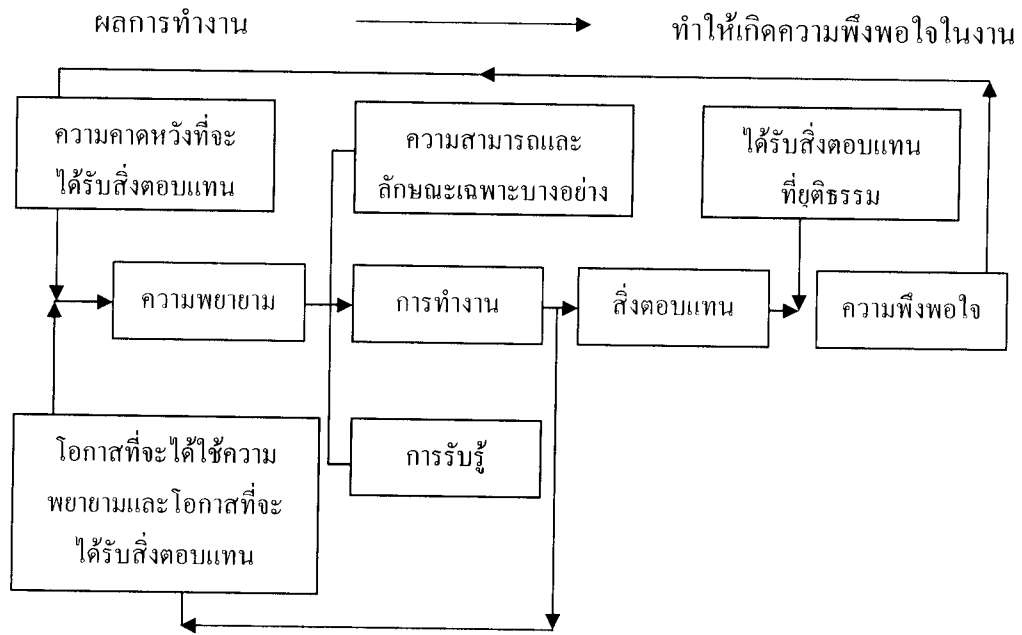 ผลการทำงาน
ทำให้เกิดความพึงพอใจในงาน
ความคาดหวังที่จะ
ได้รับสิ่งตอบแทน
ความสามารถและ
ลักษณะเฉพาะบางอย่าง
ได้รับสิ่งตอบแทน
ที่ยุติธรรม
ความพยายาม
การทำงาน
สิ่งตอบแทน
ความพึงพอใจ
โอกาสที่จะได้ใช้ความ
พยายามและโอกาสที่จะ
ได้รับสิ่งตอบแทน
การรับรู้